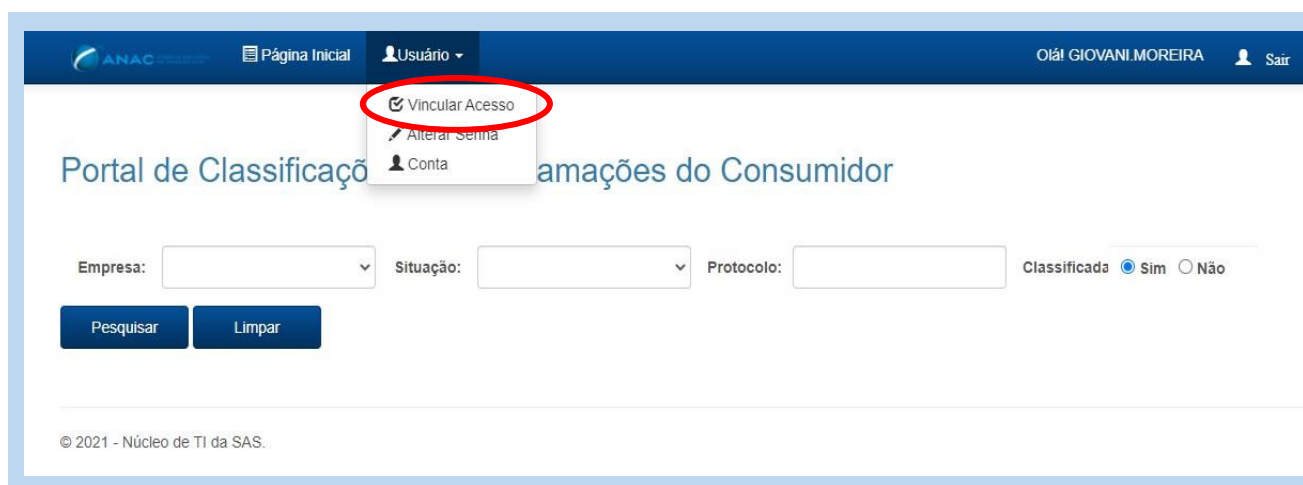 ANAC
Página Inicial
Usuário
Olá! GIOVANI.MOREIRA
Sair
Vincular Acesso
Alterar Senha
Conta
Portal de Classificaçõ amações do Consumidor
Empresa:
Situação:
Protocolo:
Classificada Sim Não
Pesquisar
Limpar
© 2021 - Núcleo de TI da SAS.